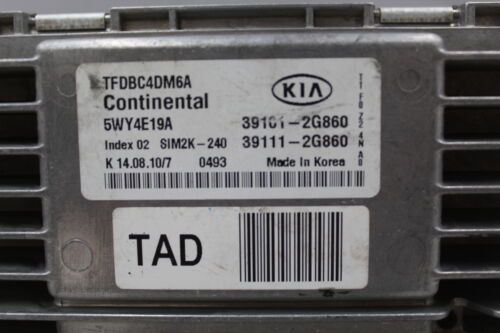 TFDBC4DM6A
KIA
Continental
5WY4E19A 39101-2G860
Index 02 SIM2K-240 39111-2G860
K 14.08.10/7 0493 Made in Korea
TAD